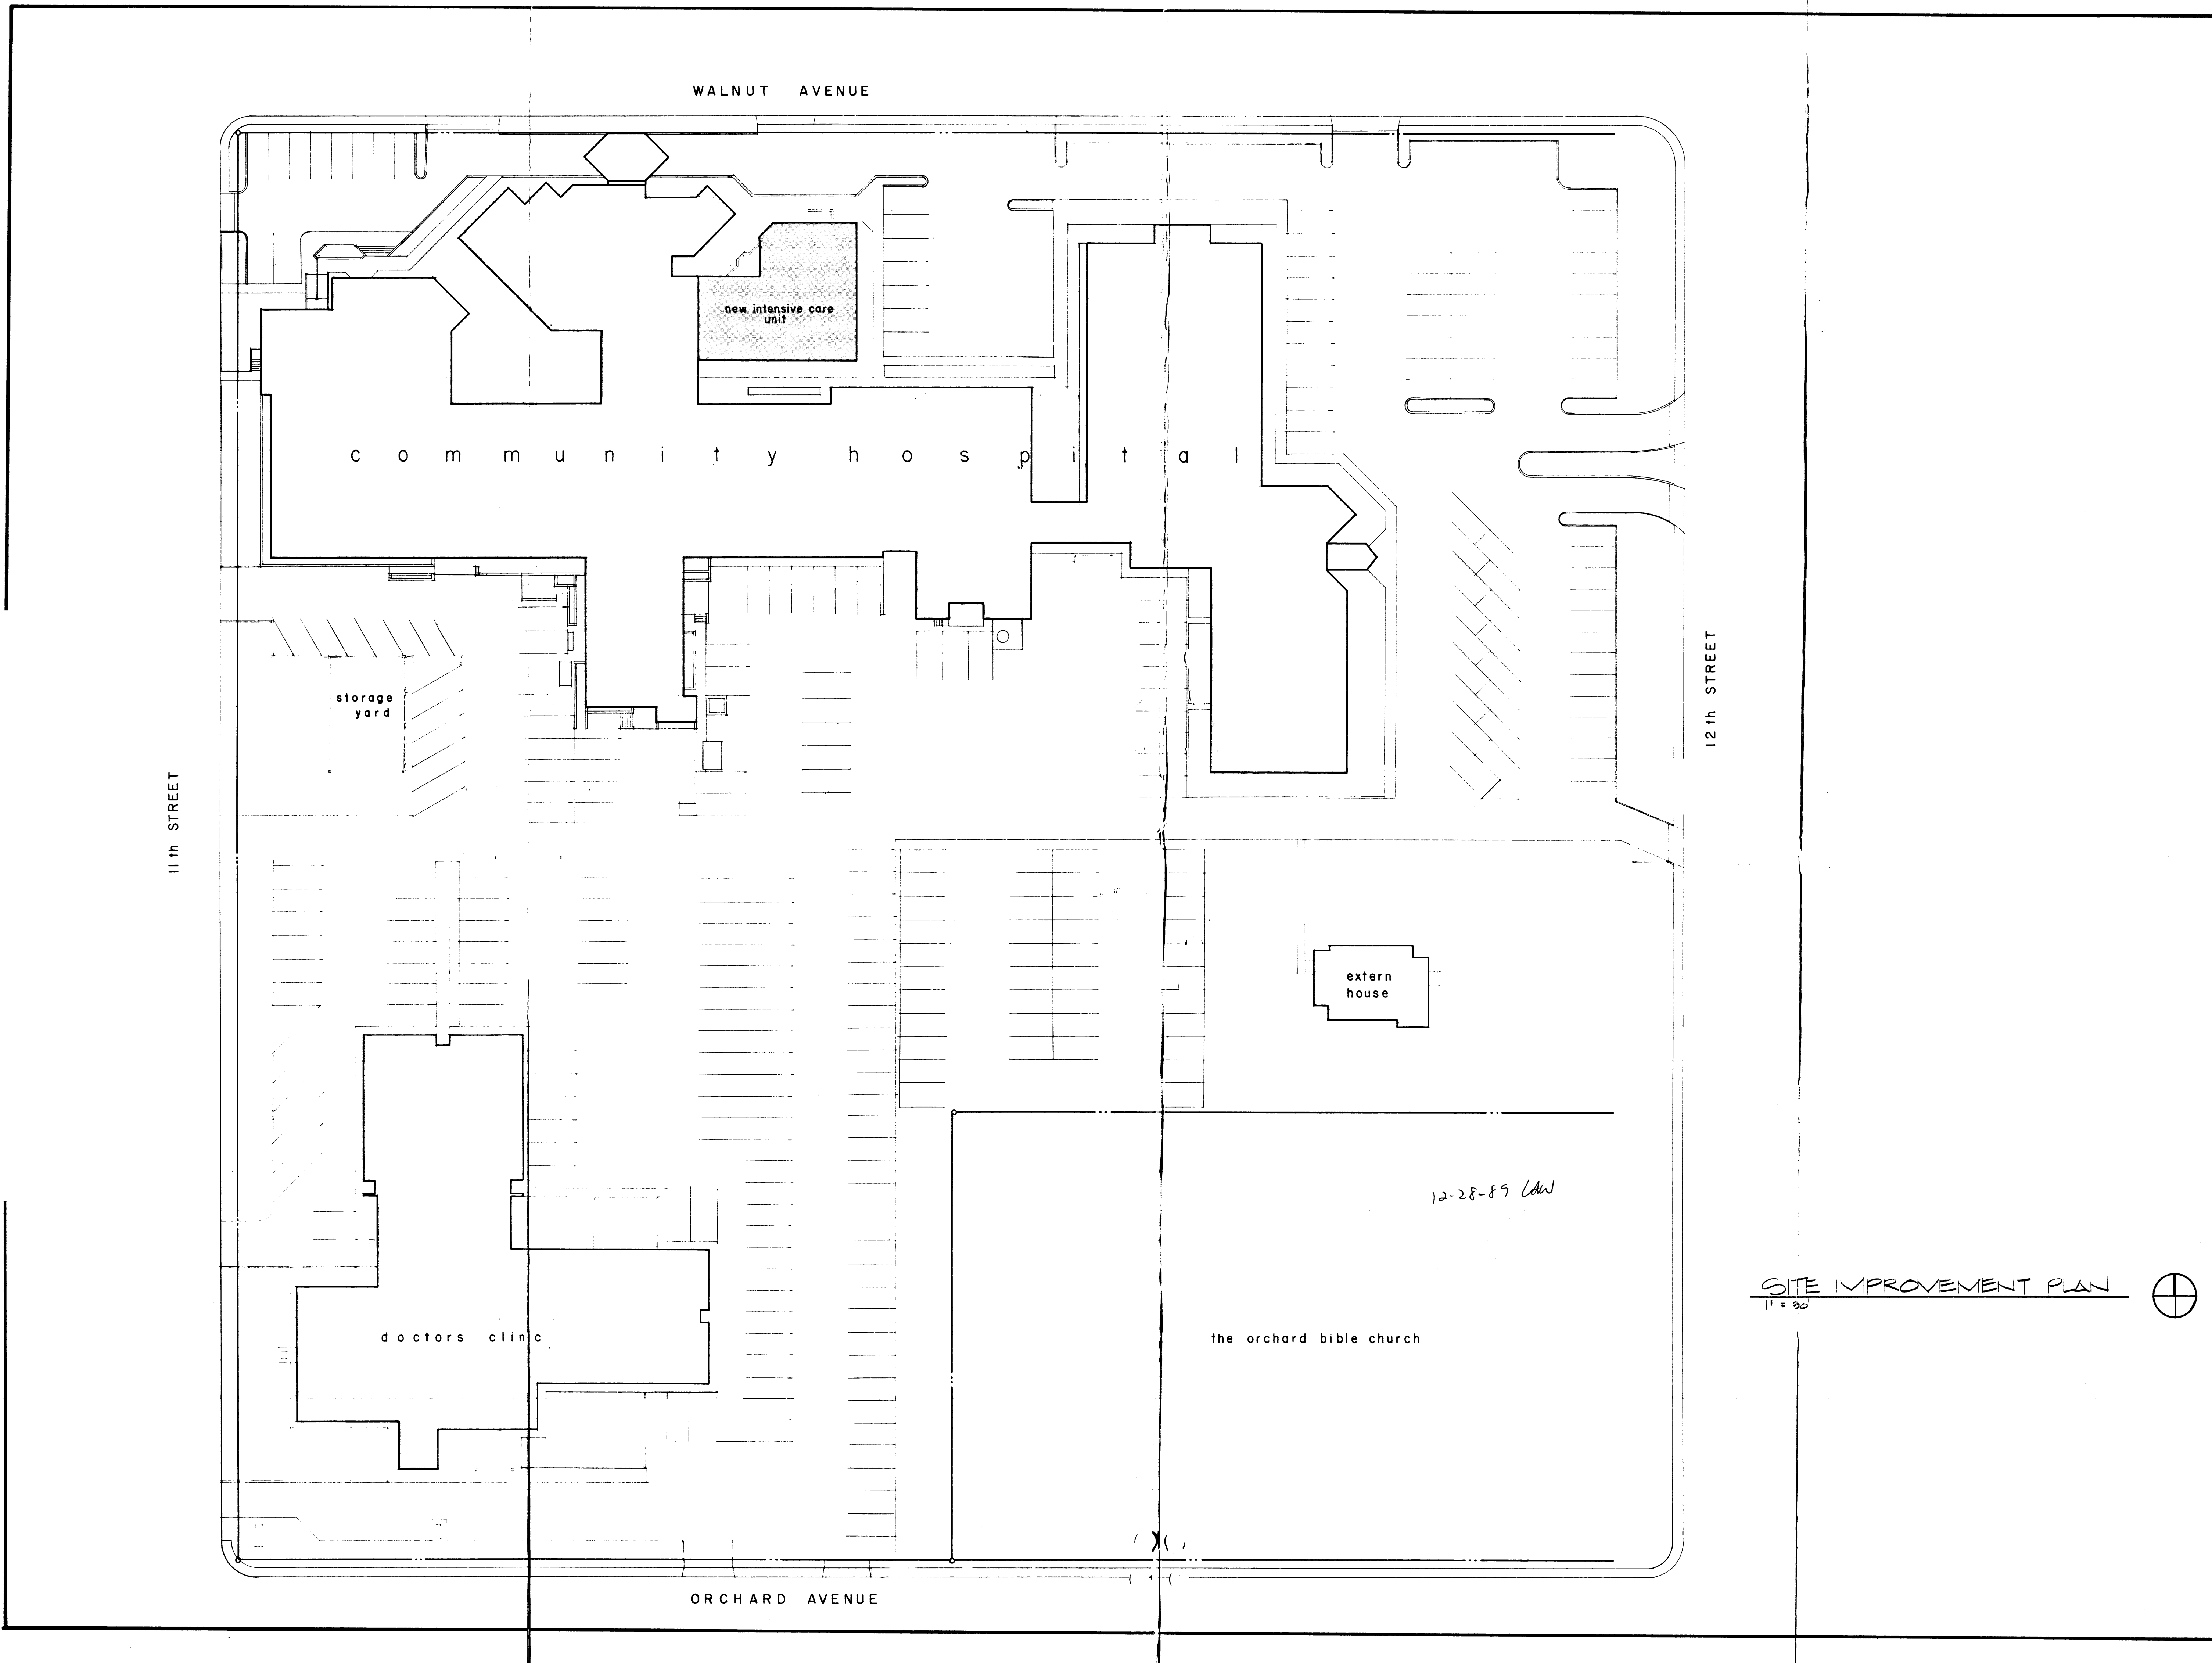 WALNUT AVENUE
new intensive care
unit
community hospital
storage
yard
11th STREET
12th STREET
extern
house
12-28-89
SITE IMPROVEMENT PLAN
1" = 30'
doctors clinic
the orchard bible church
ORCHARD AVENUE